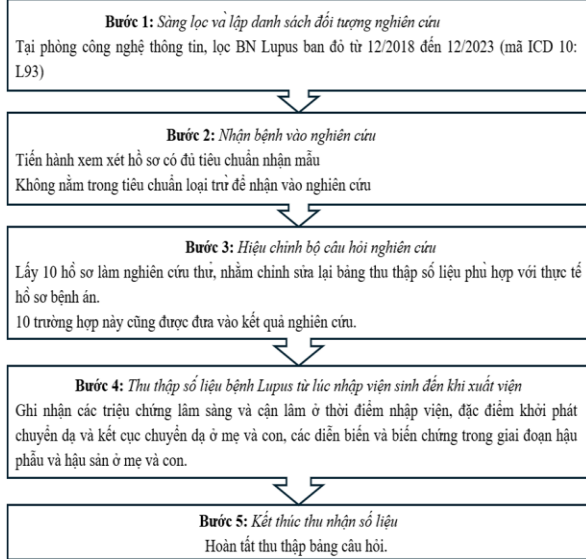 Bước 1: Sàng lọc và lập danh sách đối tượng nghiên cứu
Tại phòng công nghệ thông tin, lọc BN Lupus ban đỏ từ 12/2018 đến 12/2023 (mã ICD 10:
L93)
Bước 2: Nhận bệnh vào nghiên cứu
Tiến hành xem xét hồ sơ có đủ tiêu chuẩn nhận mẫu
Không nằm trong tiêu chuẩn loại trừ để nhận vào nghiên cứu
Bước 3: Hiệu chỉnh bộ câu hỏi nghiên cứu
Lấy 10 hồ sơ làm nghiên cứu thử, nhằm chỉnh sửa lại bảng thu thập số liệu phù hợp với thực tế
hồ sơ bệnh án.
10 trường hợp này cũng được đưa vào kết quả nghiên cứu.
Bước 4: Thu thập số liệu bệnh Lupus từ lúc nhập viện sinh đến khi xuất viện
Ghi nhận các triệu chứng lâm sàng và cận lâm ở thời điểm nhập viện, đặc điểm khởi phát
chuyển dạ và kết cục chuyển dạ ở mẹ và con, các diễn biến và biến chứng trong giai đoạn hậu
phẫu và hậu sản ở mẹ và con.
Bước 5: Kết thúc thu nhận số liệu
Hoàn tất thu thập bảng câu hỏi.